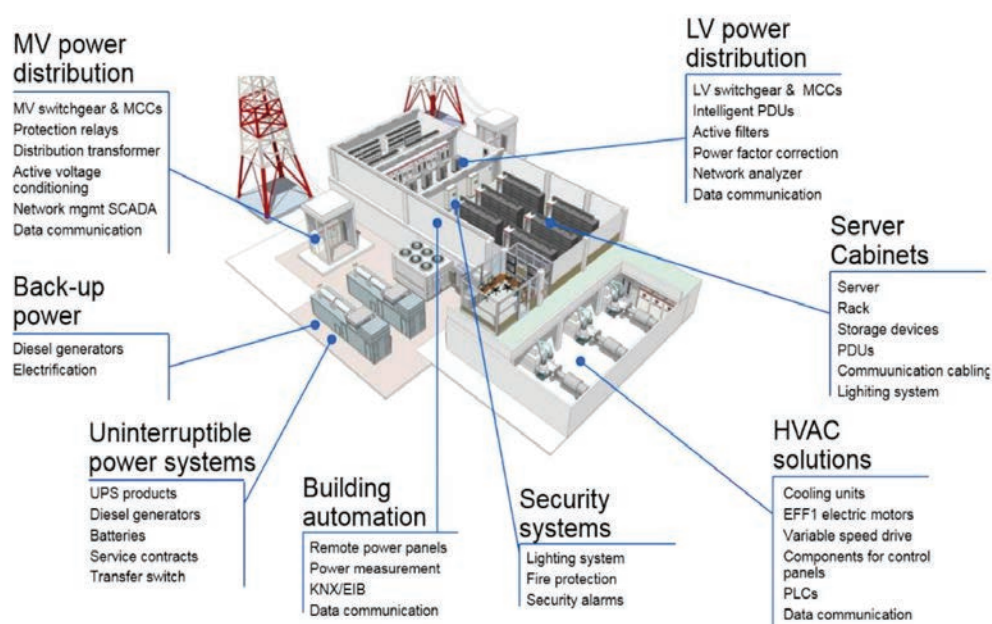 MV power
distribution
MV switchgear & MCCs
Protection relays
Distribution transformer
Active voltage
conditioning
Network mgmt SCADA
Data communication
LV power
distribution
LV switchgear & MCCs
Intelligent PDUs
Active filters
Power factor correction
Network analyzer
Data communication
Server
Cabinets
Server
Rack
Storage devices
PDUs
Commuunication cabling
Lighiting system
Back-up
power
Diesel generators
Electrification
Uninterruptible
power systems
UPS products
Diesel generators
Batteries
Service contracts
Transfer switch
Building
automation
Remote power panels
Power measurement
KNX/EIB
Data communication
Security
systems
Lighting system
Fire protection
Security alarms
HVAC
solutions
Cooling units
EFF1 electric motors
Variable speed drive
Components for control
panels
PLCs
Data communication